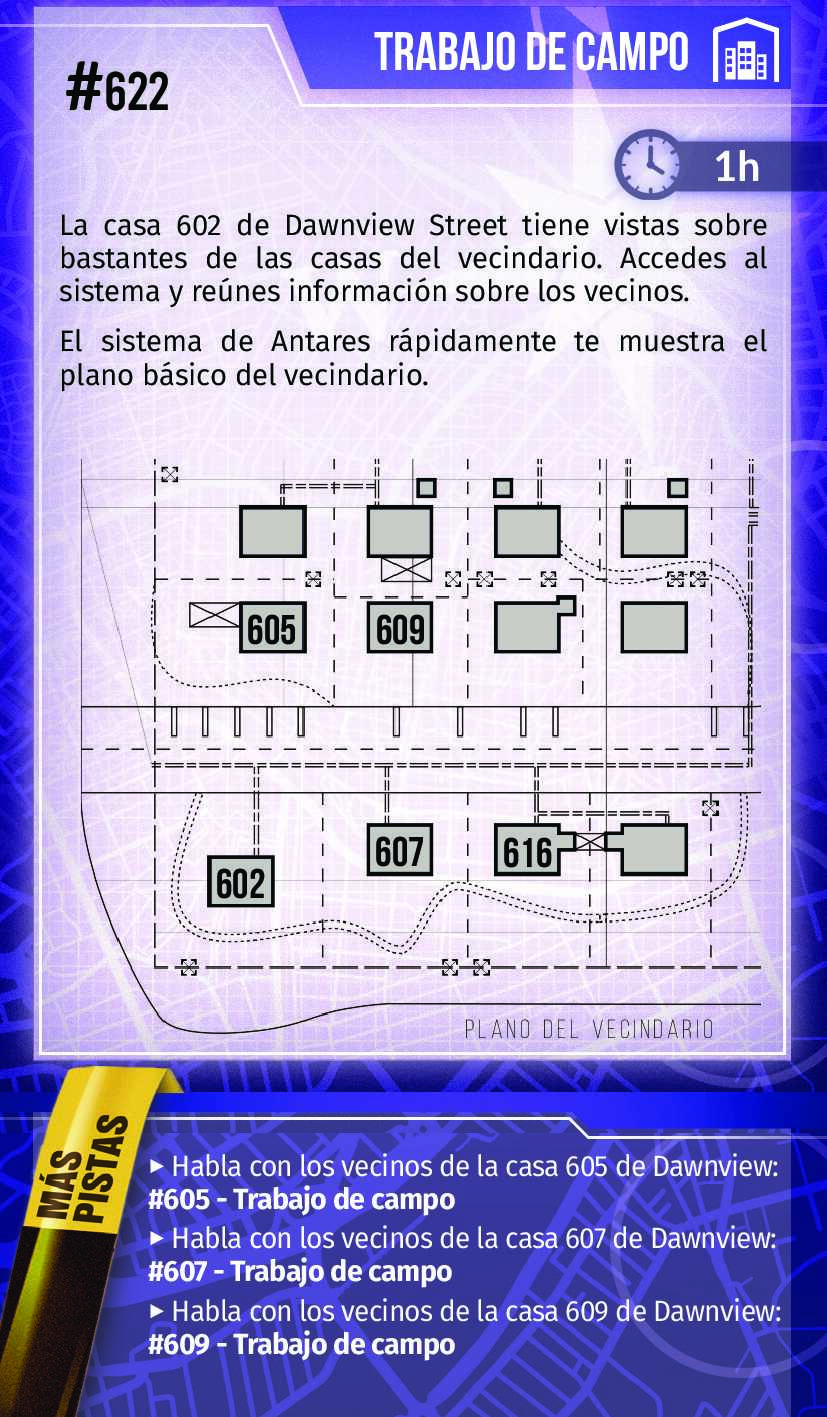 TRABAJO DE CAMPO
#622
1h
La casa 602 de Dawnview Street tiene vistas sobre
bastantes de las casas del vecindario. Accedes al
sistema y reúnes información sobre los vecinos.
El sistema de Antares rápidamente te muestra el
plano básico del vecindario.
605
609
607
616
602
PLANO DEL VECINDARIO
MÁS
PISTAS
▶ Habla con los vecinos de la casa 605 de Dawnview:
#605 - Trabajo de campo
▶ Habla con los vecinos de la casa 607 de Dawnview:
#607 - Trabajo de campo
▶ Habla con los vecinos de la casa 609 de Dawnview:
#609 - Trabajo de campo